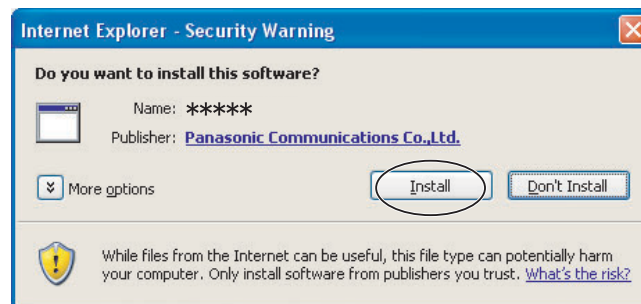 Internet Explorer - Security Warning
Do you want to install this software?
Name: *****
Publisher: Panasonic Communications Co.,Ltd.
More options
Install
Don't Install
While files from the Internet can be useful, this file type can potentially harm
your computer. Only install software from publishers you trust. What's the risk?